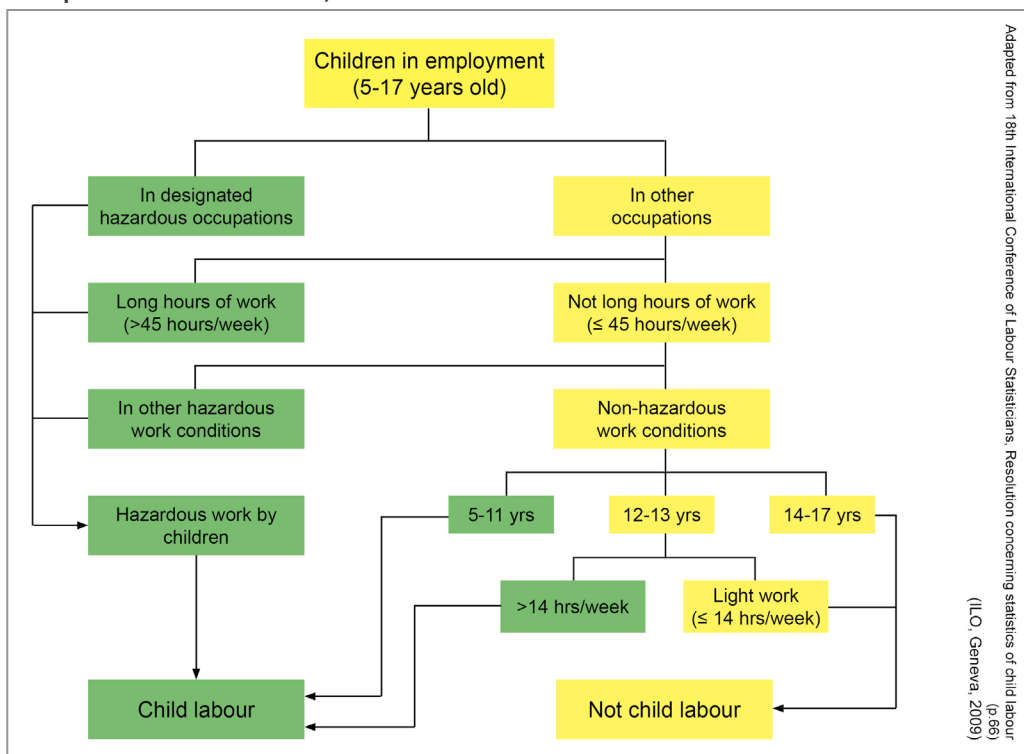 Children in employment
(5-17 years old)
In designated
hazardous occupations
In other
occupations
Long hours of work
(>45 hours/week)
Not long hours of work
(≤ 45 hours/week)
In other hazardous
work conditions
Non-hazardous
work conditions
Hazardous work by
children
5-11 yrs
12-13 yrs
14-17 yrs
>14 hrs/week
Light work
(≤ 14 hrs/week)
Child labour
Not child labour
Adapted from 18th International Conference of Labour Statisticians, Resolution concerning statistics of child labour
(p.66)
(ILO, Geneva, 2009)